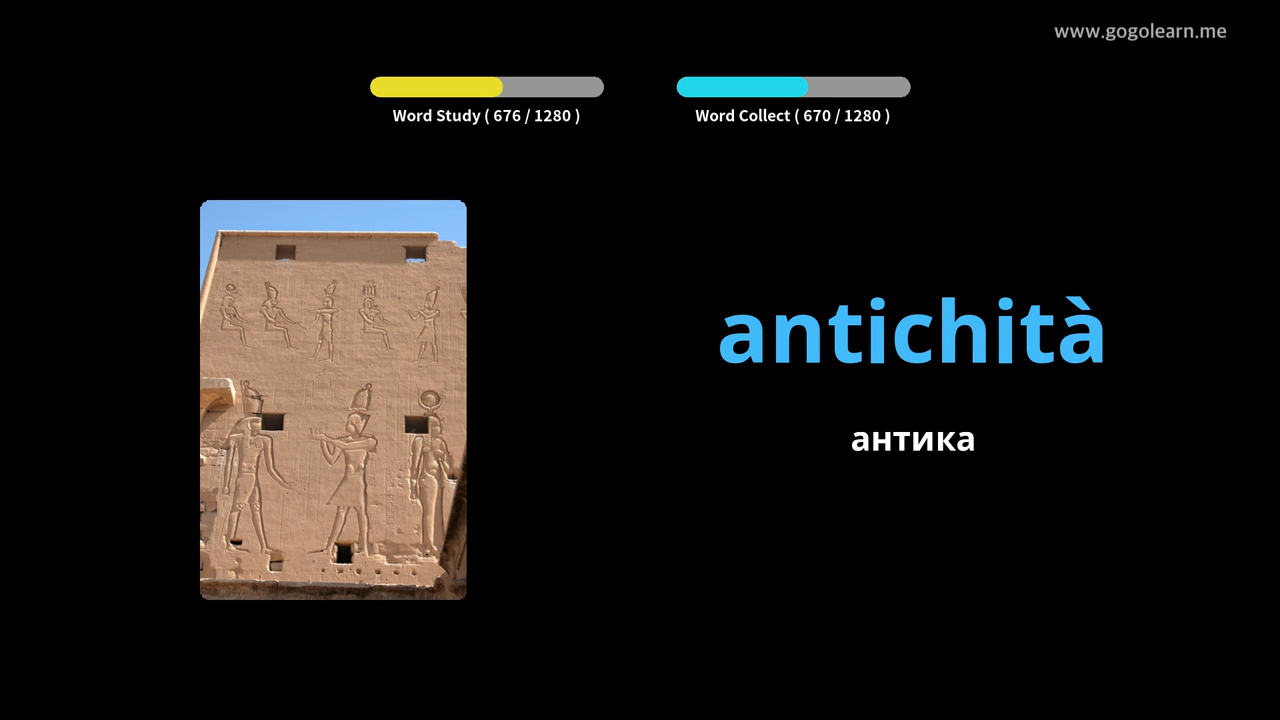 www.gogolearn.me
Word Study ( 676 / 1280 )
Word Collect ( 670 / 1280 )
antichità
антика